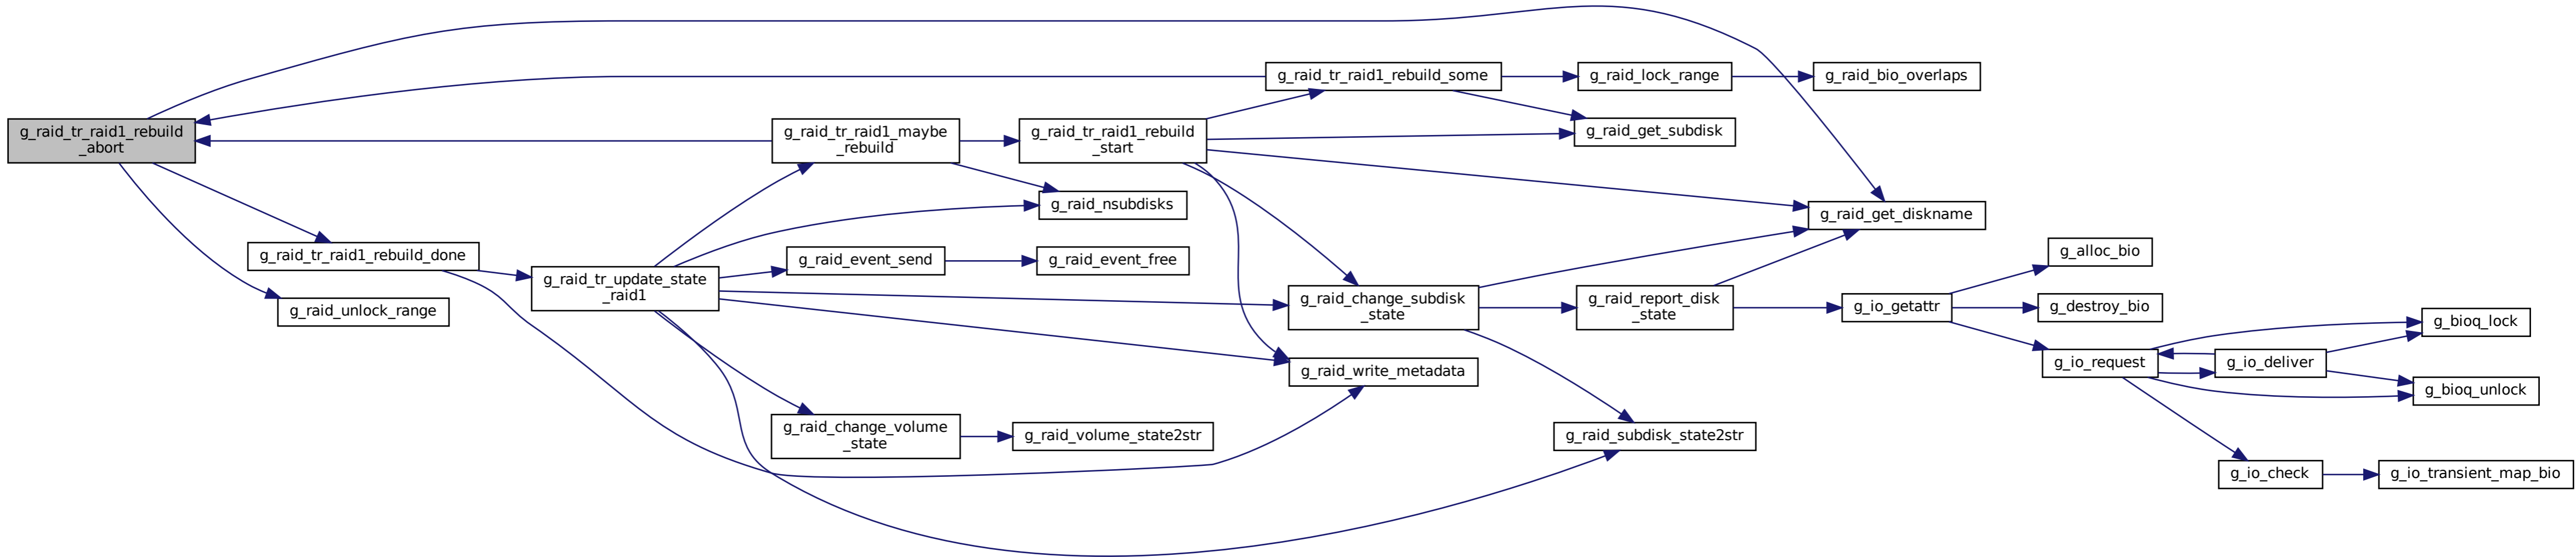 g_raid_tr_raid1_rebuild
_abort
g_raid_tr_raid1_rebuild_done
g_raid_unlock_range
g_raid_tr_update_state
_raid1
g_raid_tr_raid1_maybe
_rebuild
g_raid_event_send
g_raid_change_volume
_state
g_raid_tr_raid1_rebuild
_start
g_raid_nsubdisks
g_raid_event_free
g_raid_volume_state2str
g_raid_tr_raid1_rebuild_some
g_raid_change_subdisk
_state
g_raid_write_metadata
g_raid_lock_range
g_raid_get_subdisk
g_raid_report_disk
_state
g_raid_subdisk_state2str
g_raid_bio_overlaps
g_raid_get_diskname
g_io_getattr
g_alloc_bio
g_destroy_bio
g_io_request
g_io_deliver
g_io_check
g_bioq_lock
g_bioq_unlock
g_io_transient_map_bio